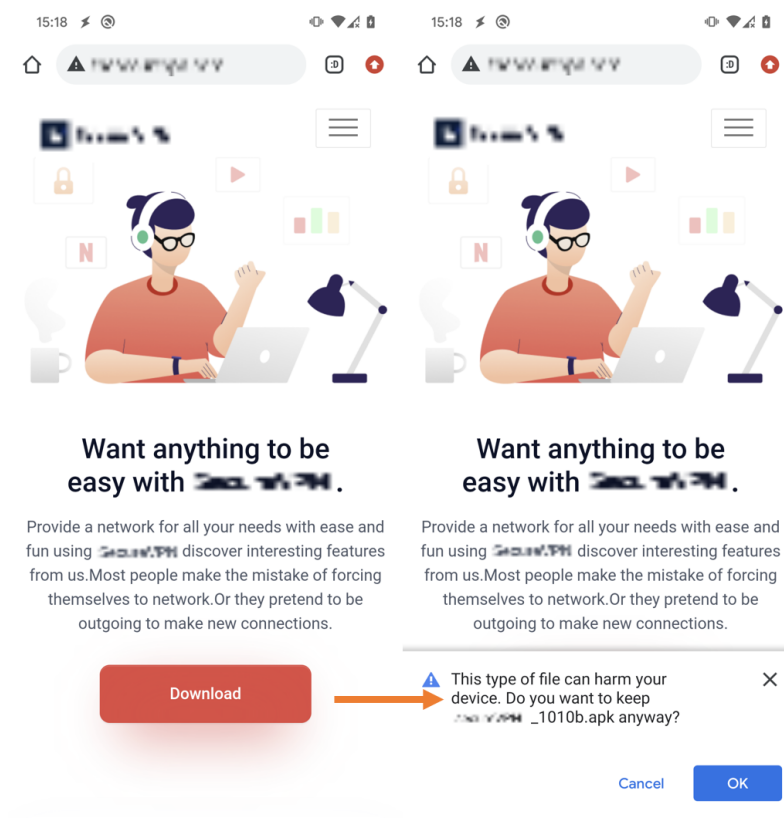 15:18
:D
N
Want anything to be
easy with .
Provide a network for all your needs with ease and
fun using discover interesting features
from us.Most people make the mistake of forcing
themselves to network.Or they pretend to be
outgoing to make new connections.
Download
15:18
:D
N
Want anything to be
easy with .
Provide a network for all your needs with ease and
fun using discover interesting features
from us.Most people make the mistake of forcing
themselves to network.Or they pretend to be
outgoing to make new connections.
This type of file can harm your
device. Do you want to keep
_1010b.apk anyway?
Cancel
OK